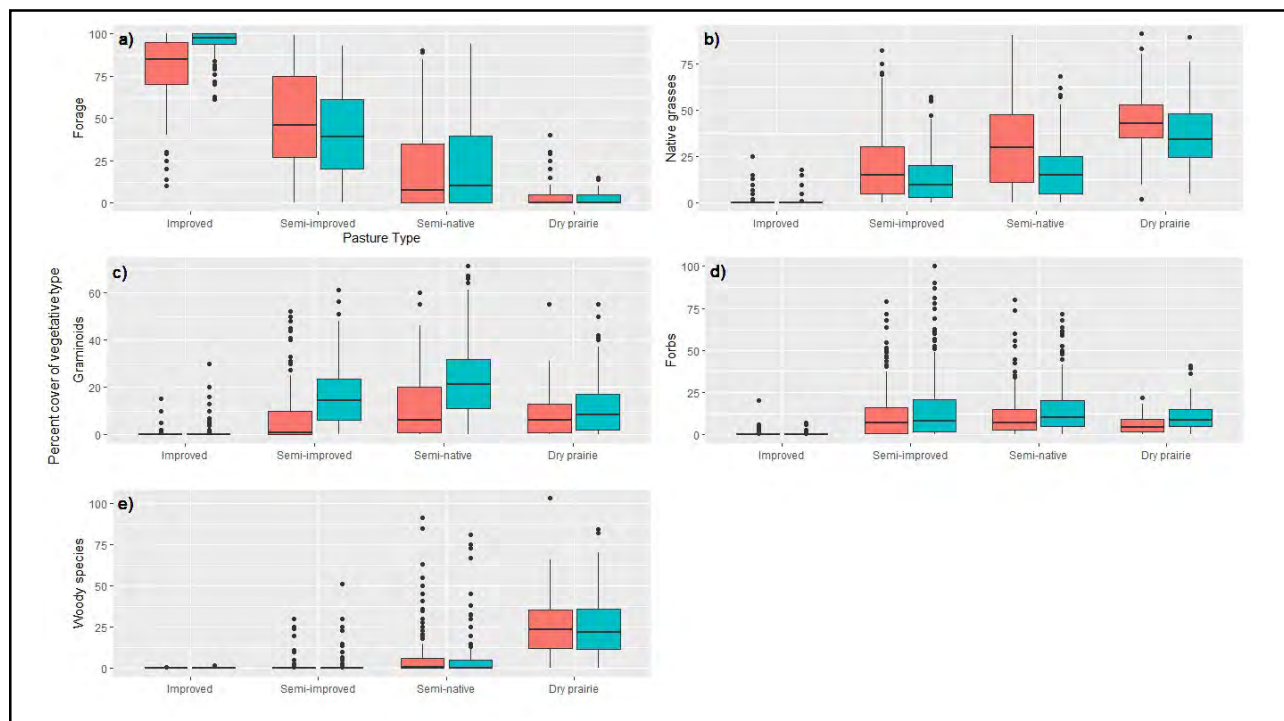 a)
100
75
50
25
0
Forage
Improved Semi-improved Semi-native Dry prairie
Pasture Type
b)
75
50
25
0
Native grasses
Improved Semi-improved Semi-native Dry prairie
Percent cover of vegetative type
c)
60
40
20
0
Graminoids
Improved Semi-improved Semi-native Dry prairie
d)
100
75
50
25
0
Forbs
Improved Semi-improved Semi-native Dry prairie
e)
100
75
50
25
0
Woody species
Improved Semi-improved Semi-native Dry prairie